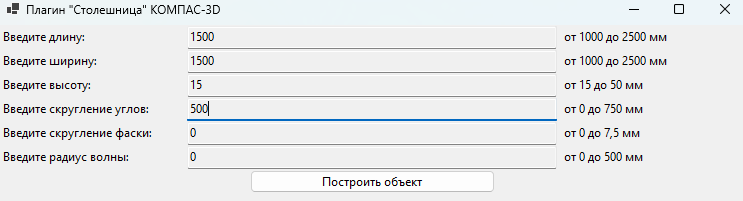 Плагин "Столешница" КОМПАС-3D
Введите длину: 1500 от 1000 до 2500 мм
Введите ширину: 1500 от 1000 до 2500 мм
Введите высоту: 15 от 15 до 50 мм
Введите скругление углов: 500 от 0 до 750 мм
Введите скругление фаски: 0 от 0 до 7,5 мм
Введите радиус волны: 0 от 0 до 500 мм
Построить объект